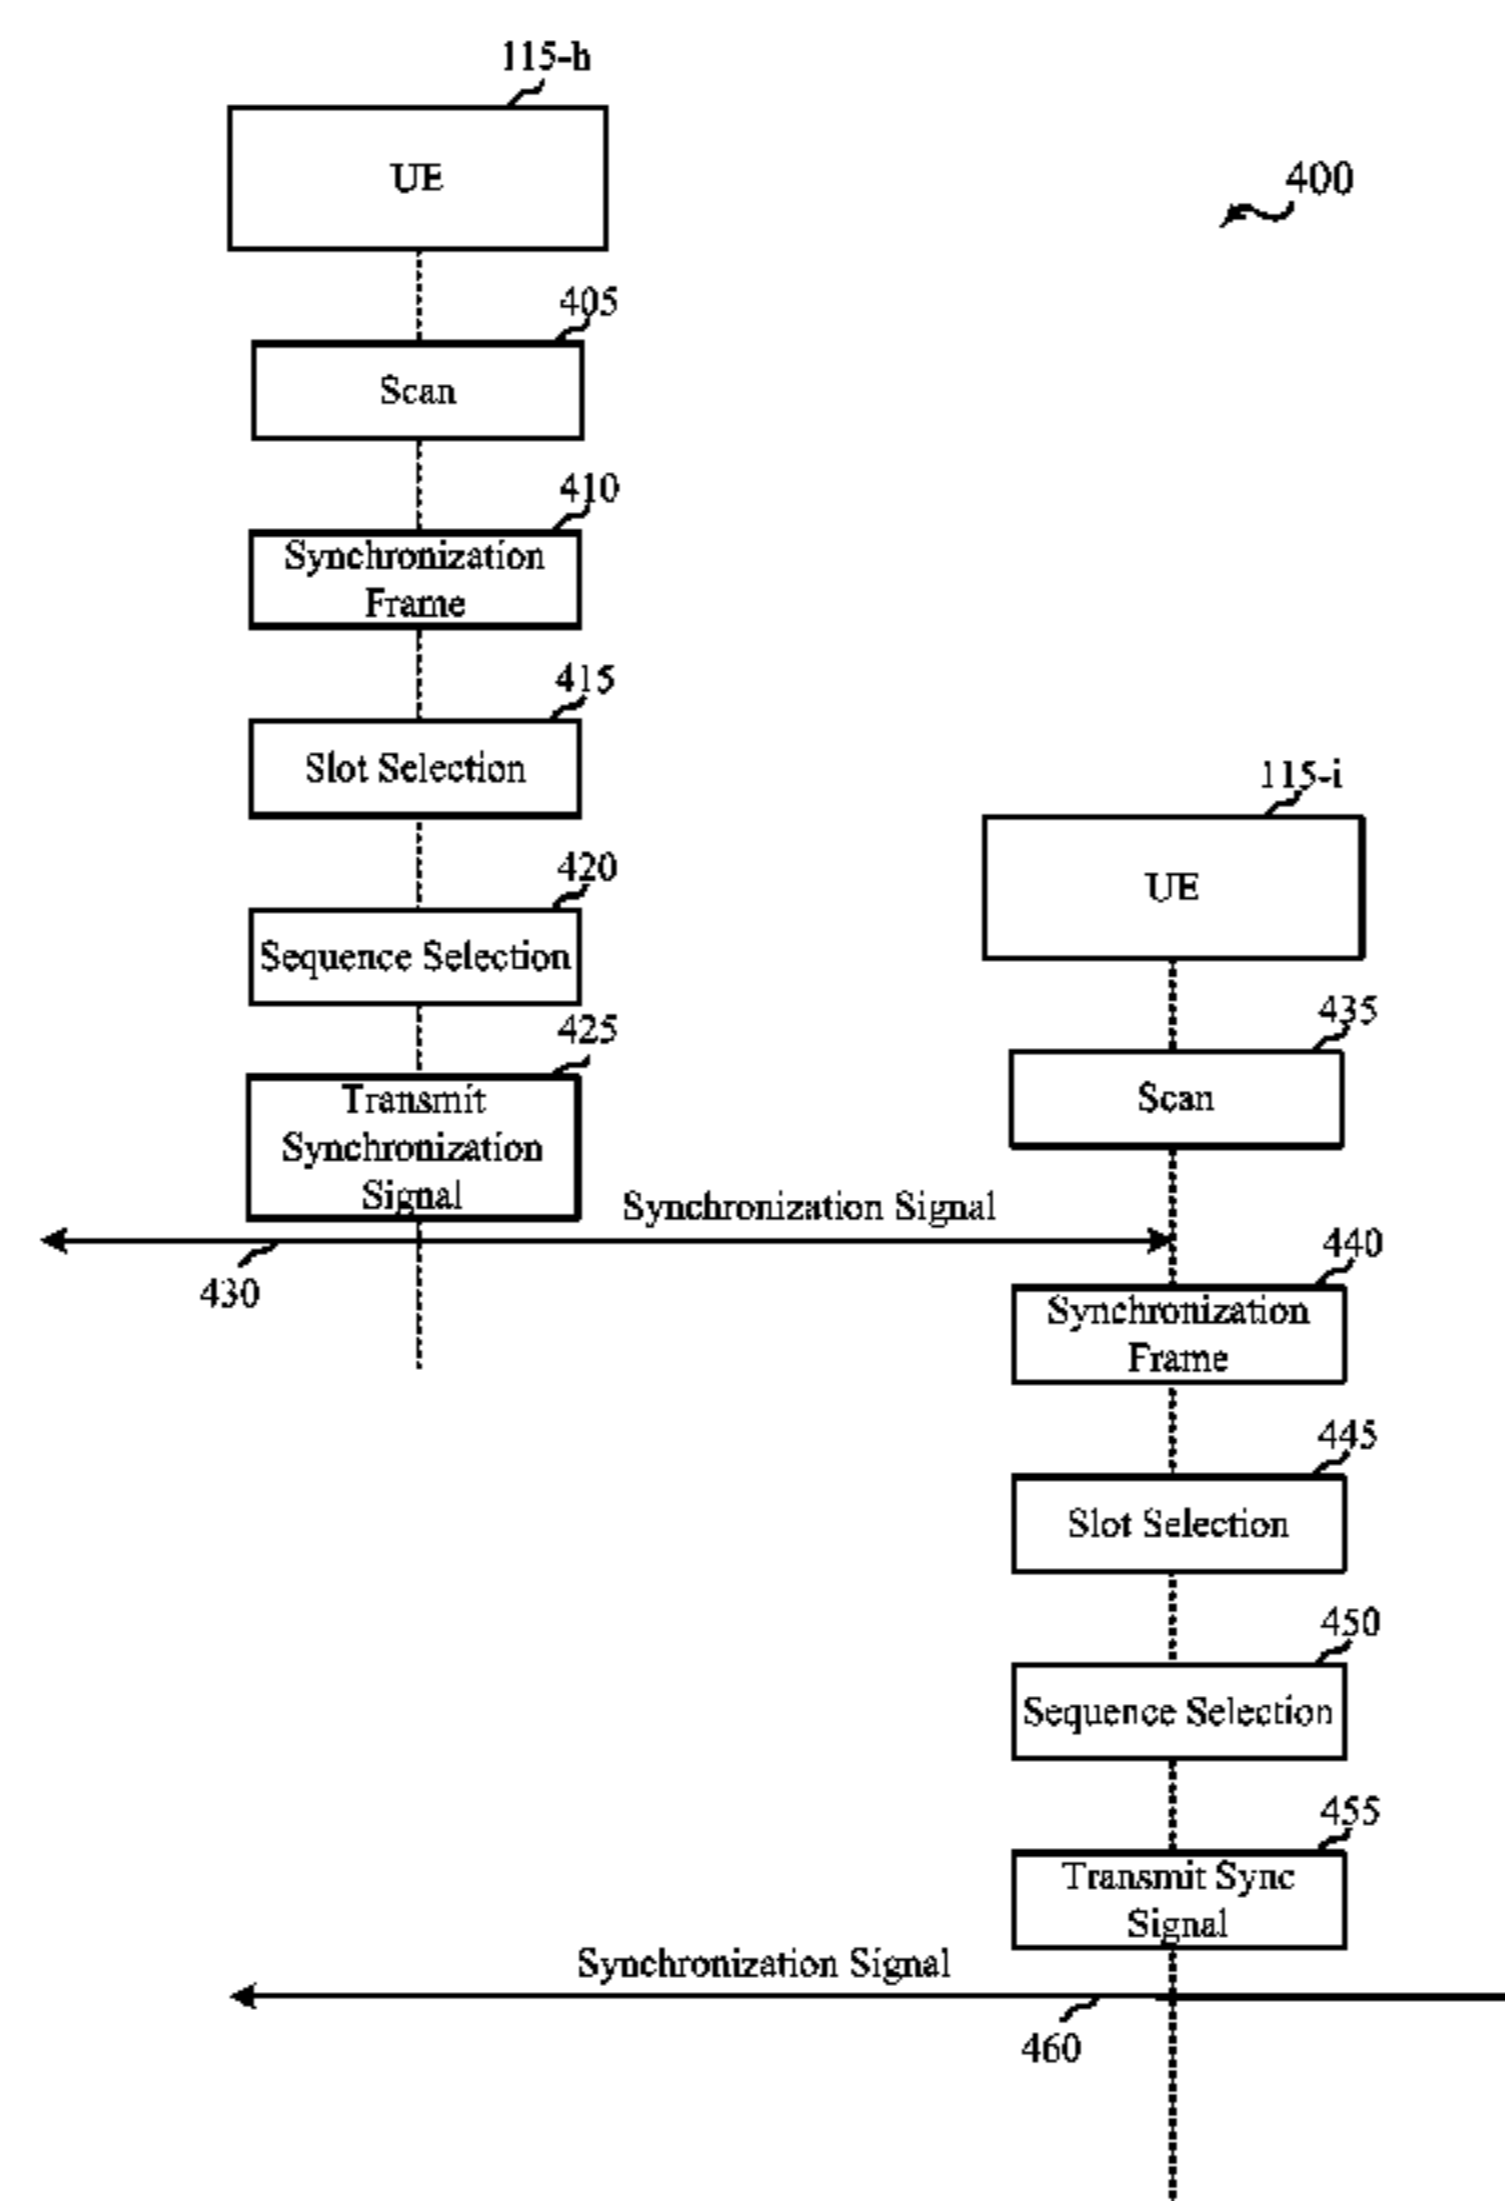 115-h
UE
400
405
Scan
410
Synchronization
Frame
415
Slot Selection
420
Sequence Selection
425
Transmit
Synchronization
Signal
Synchronization Signal
430
115-i
UE
435
Scan
440
Synchronization
Frame
445
Slot Selection
450
Sequence Selection
455
Transmit Sync
Signal
Synchronization Signal
460